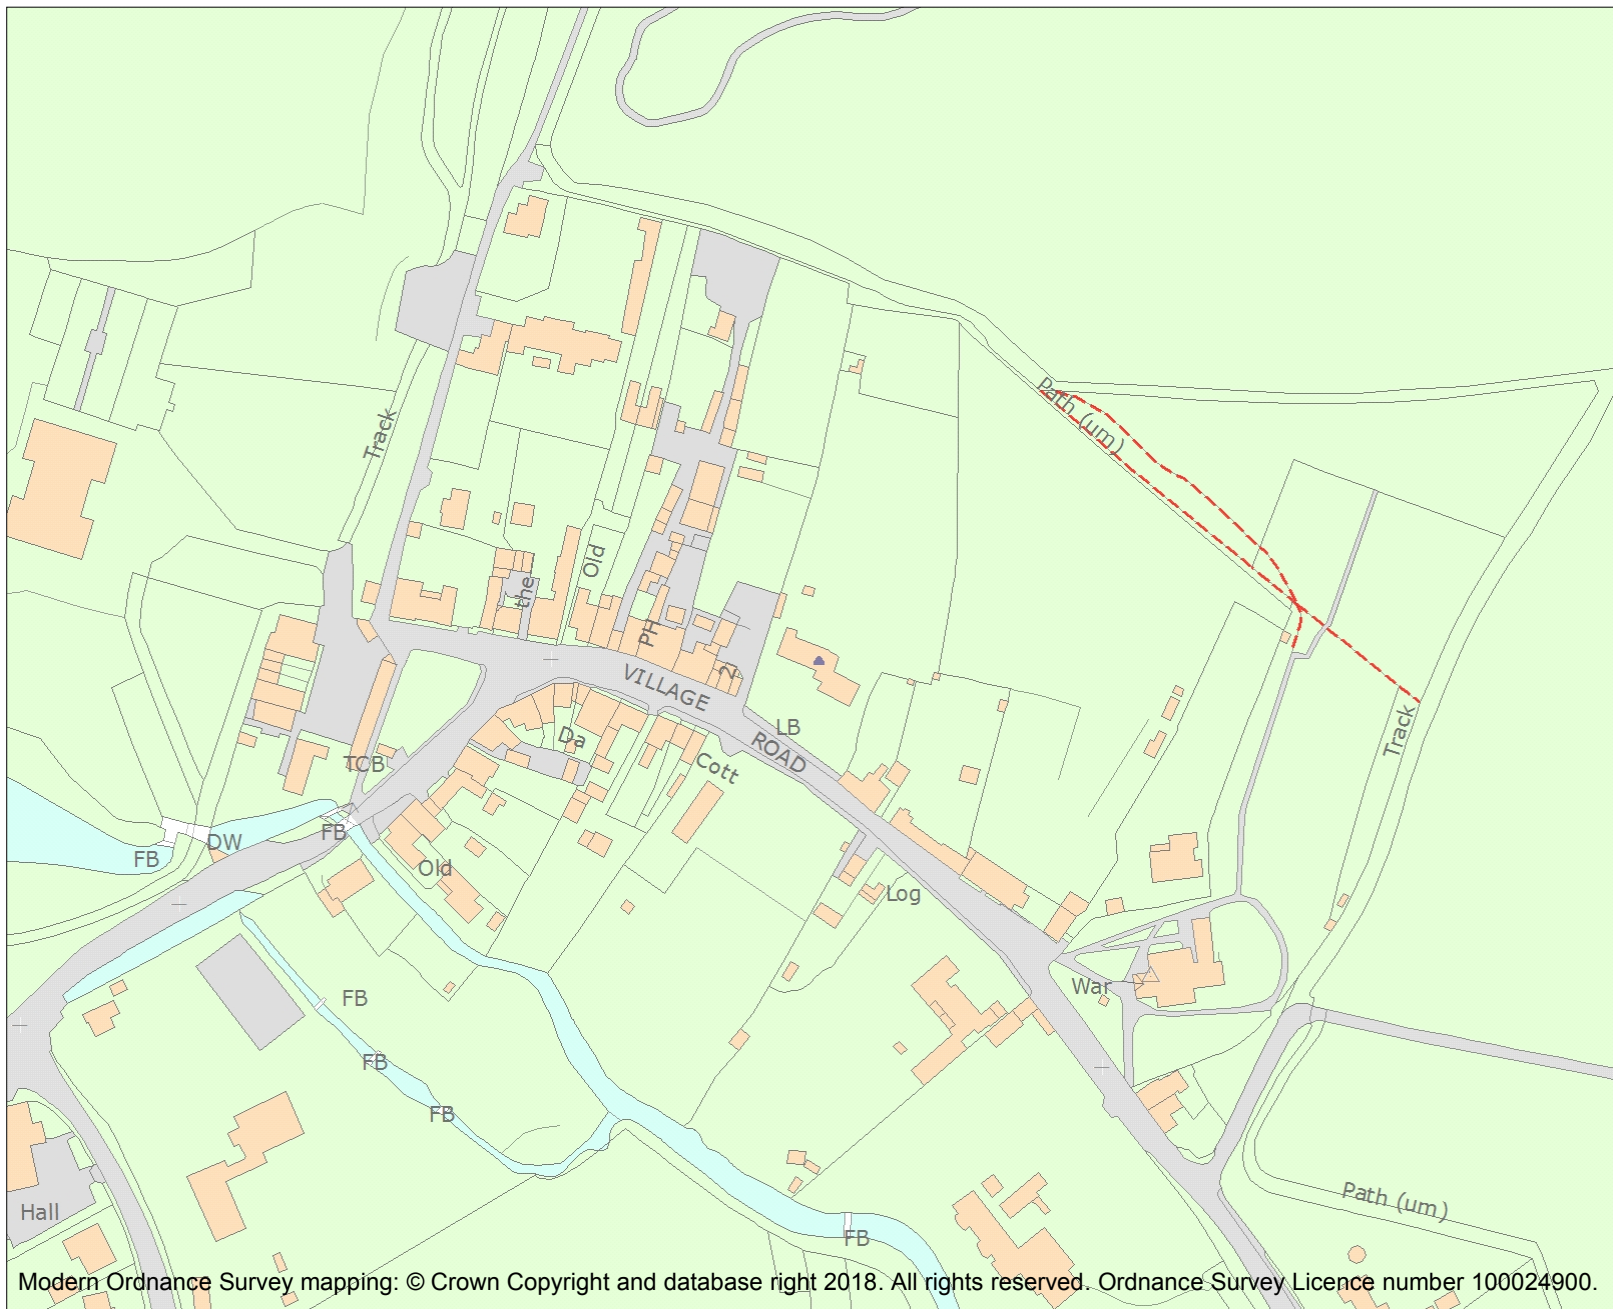 Path (um)
Track
Old
the
PH
21
VILLAGE
ROAD
LB
Da
Cott
TCB
Track
DW
FB
FB
Old
Log
War
FB
FB
FB
Hall
Path (um)
FB
Modern Ordnance Survey mapping: © Crown Copyright and database right 2018. All rights reserved. Ordnance Survey Licence number 100024900.